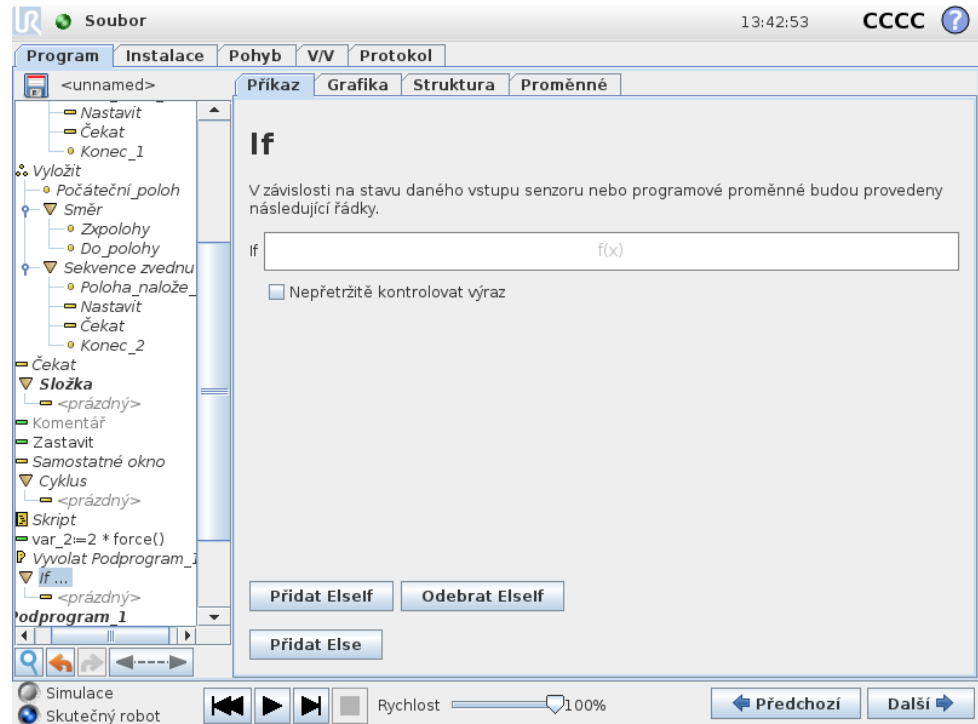 UR Soubor 13:42:53 CCCC ?
Program Instalace Pohyb V/V Protokol
<unnamed>
Příkaz Grafika Struktura Proměnné
Nastavit
Čekat
Konec_1
Vyložit
Počáteční_poloh
Směr
Zxpolohy
Do_polohy
Sekvence zvednu
Poloha_nalože_
Nastavit
Čekat
Konec_2
Čekat
Složka
<prázdný>
Komentář
Zastavit
Samostatné okno
Cyklus
<prázdný>
Skript
var_2:=2 * force()
Vyvolat Podprogram_1
If ...
<prázdný>
Podprogram_1
If
V závislosti na stavu daného vstupu senzoru nebo programové proměnné budou provedeny
následující řádky.
If f(x)
Nepřetržitě kontrolovat výraz
Přidat ElseIf Odebrat ElseIf
Přidat Else
Simulace
Skutečný robot
Rychlost 100%
Předchozí Další